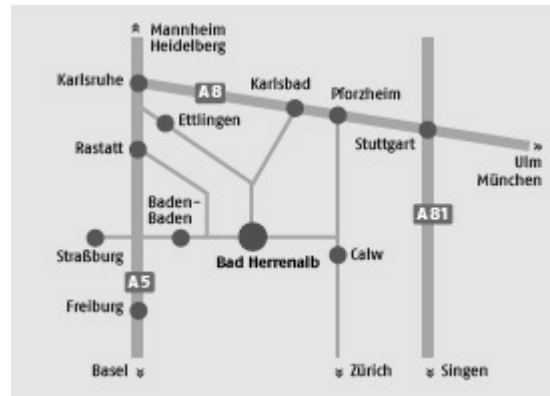 Mannheim
Heidelberg
Karlsruhe
A8
Karlsbad
Pforzheim
Ettlingen
Stuttgart
Rastatt
Ulm
München
Baden-
Baden
A81
Straßburg
Bad Herrenalb
Calw
A5
Freiburg
Basel
Zürich
Singen